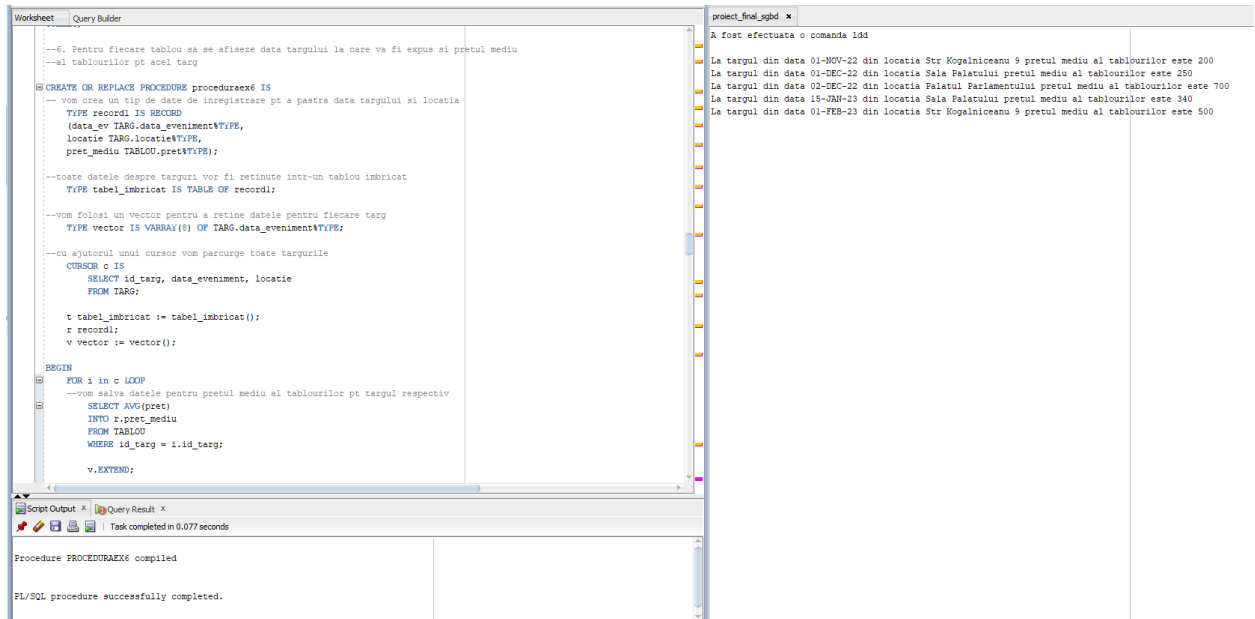 Worksheet Query Builder
--6. Pentru fiecare tablou sa se afiseze data targului la care va fi expus si pretul mediu
--al tablourilor pt acel targ
CREATE OR REPLACE PROCEDURE proceduraex6 IS
-- vom crea un tip de date de inregistrare pt a pastra data targului si locatia
TYPE record1 IS RECORD
(data_ev TARG.data_eveniment%TYPE,
locatie TARG.locatie%TYPE,
pret_mediu TABLOU.pret%TYPE);
--toate datele despre targuri vor fi retinute intr-un tablou imbricat
TYPE tabel_imbricat IS TABLE OF record1;
--vom folosi un vector pentru a retine datele pentru fiecare targ
TYPE vector IS VARRAY(8) OF TARG.data_eveniment%TYPE;
--cu ajutorul unui cursor vom parcurge toate targurile
CURSOR c IS
SELECT id_targ, data_eveniment, locatie
FROM TARG;
t tabel_imbricat := tabel_imbricat();
r record1;
v vector := vector();
BEGIN
FOR i in c LOOP
--vom salva datele pentru pretul mediu al tablourilor pt targul respectiv
SELECT AVG(pret)
INTO r.pret_mediu
FROM TABLOU
WHERE id_targ = i.id_targ;
v.EXTEND;
Script Output x Query Result x
Task completed in 0.077 seconds
Procedure PROCEDURAEX6 compiled
PL/SQL procedure successfully completed.
proiect_final_sgbd x
A fost efectuata o comanda ldd
La targul din data 01-NOV-22 din locatia Str Kogalniceanu 9 pretul mediu al tablourilor este 200
La targul din data 01-DEC-22 din locatia Sala Palatului pretul mediu al tablourilor este 250
La targul din data 02-DEC-22 din locatia Palatul Parlamentului pretul mediu al tablourilor este 700
La targul din data 15-JAN-23 din locatia Sala Palatului pretul mediu al tablourilor este 340
La targul din data 01-FEB-23 din locatia Str Kogalniceanu 9 pretul mediu al tablourilor este 500